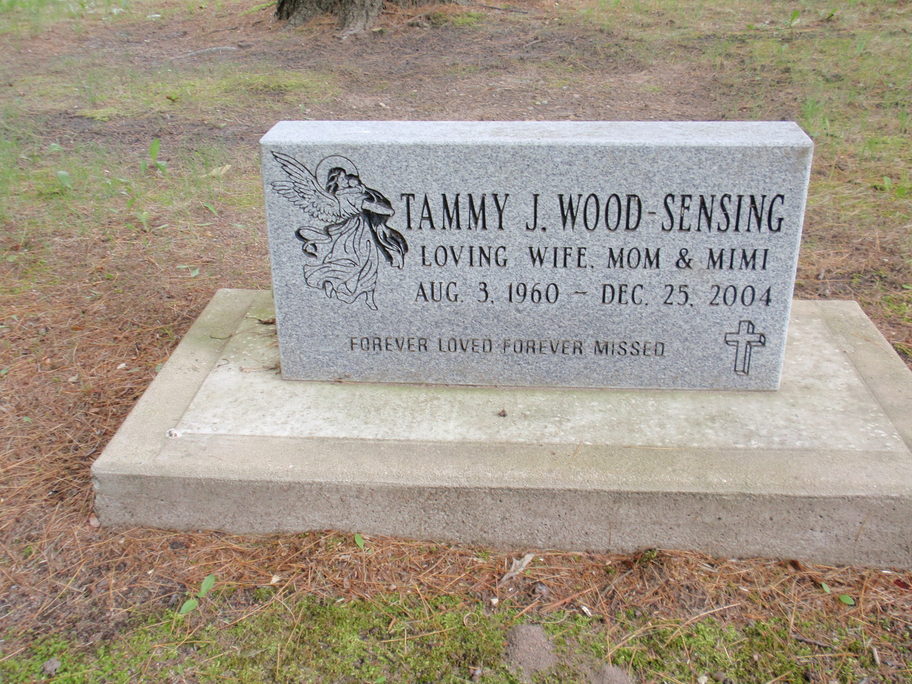 TAMMY J. WOOD-SENSING
LOVING WIFE, MOM & MIMI
AUG. 3, 1960 - DEC. 25, 2004
FOREVER LOVED FOREVER MISSED